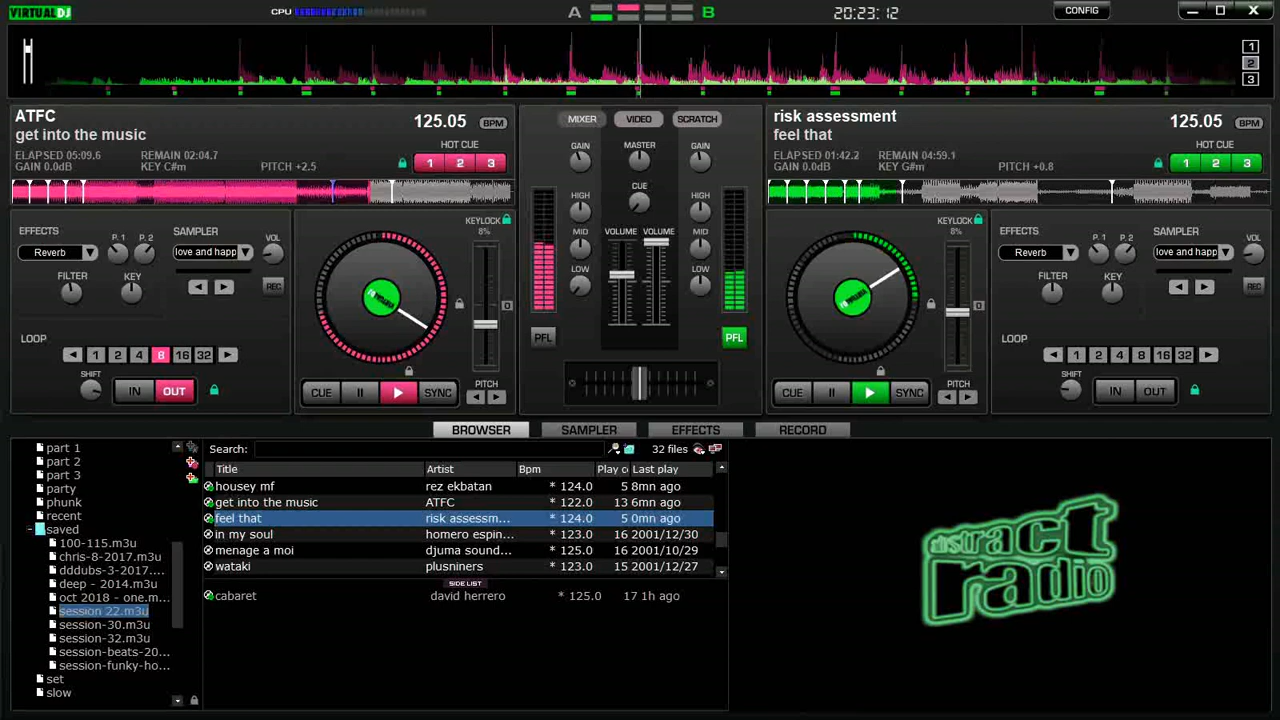 VIRTUAL DJ
CPU
A
B
20:23:12
CONFIG
1
2
3
ATFC
get into the music
125.05 BPM
ELAPSED 05:09.6 REMAIN 02:04.7
GAIN 0.0dB KEY C#m PITCH +2.5
HOT CUE
1 2 3
MIXER VIDEO SCRATCH
GAIN MASTER GAIN
HIGH CUE HIGH
MID VOLUME VOLUME MID
LOW LOW
PFL PFL
risk assessment
feel that
125.05 BPM
ELAPSED 01:42.2 REMAIN 04:59.1
GAIN 0.0dB KEY G#m PITCH +0.8
HOT CUE
1 2 3
EFFECTS P. 1 P. 2 SAMPLER VOL
Reverb love and happ
FILTER KEY REC
LOOP
1 2 4 8 16 32
SHIFT
IN OUT
KEYLOCK
8%
0
CUE II SYNC PITCH
KEYLOCK
8%
0
CUE II SYNC PITCH
EFFECTS P. 1 P. 2 SAMPLER VOL
Reverb love and happ
FILTER KEY REC
LOOP
1 2 4 8 16 32
SHIFT
IN OUT
BROWSER SAMPLER EFFECTS RECORD
part 1
part 2
part 3
party
phunk
recent
saved
100-115.m3u
chris-8-2017.m3u
dddubs-3-2017....
deep - 2014.m3u
oct 2018 - one.m...
session 22.m3u
session-30.m3u
session-32.m3u
session-beats-20...
session-funky-ho...
set
slow
Search: 32 files
Title Artist Bpm Play c Last play
housey mf rez ekbatan * 124.0 5 8mn ago
get into the music ATFC * 122.0 13 6mn ago
feel that risk assessm... * 124.0 5 0mn ago
in my soul homero espin... * 123.0 16 2001/12/30
menage a moi djuma sound... * 125.0 16 2001/10/29
wataki plusniners * 123.0 15 2001/12/27
SIDE LIST
cabaret david herrero * 125.0 17 1h ago
abstract
radio